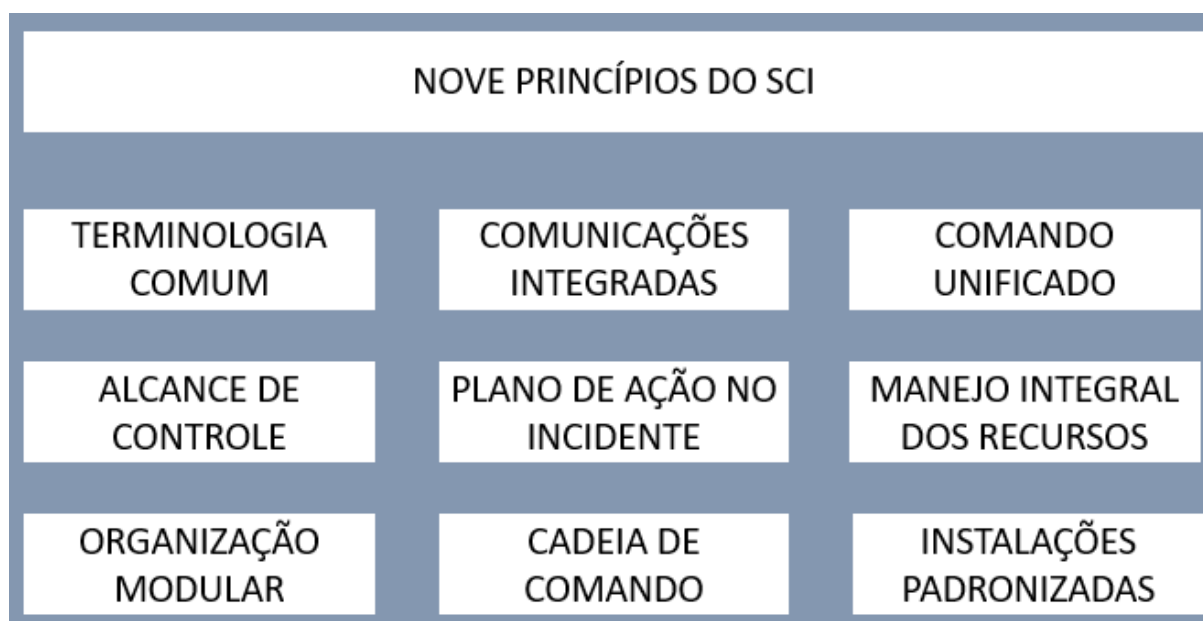 NOVE PRINCÍPIOS DO SCI
TERMINOLOGIA
COMUM
COMUNICAÇÕES
INTEGRADAS
COMANDO
UNIFICADO
ALCANCE DE
CONTROLE
PLANO DE AÇÃO NO
INCIDENTE
MANEJO INTEGRAL
DOS RECURSOS
ORGANIZAÇÃO
MODULAR
CADEIA DE
COMANDO
INSTALAÇÕES
PADRONIZADAS